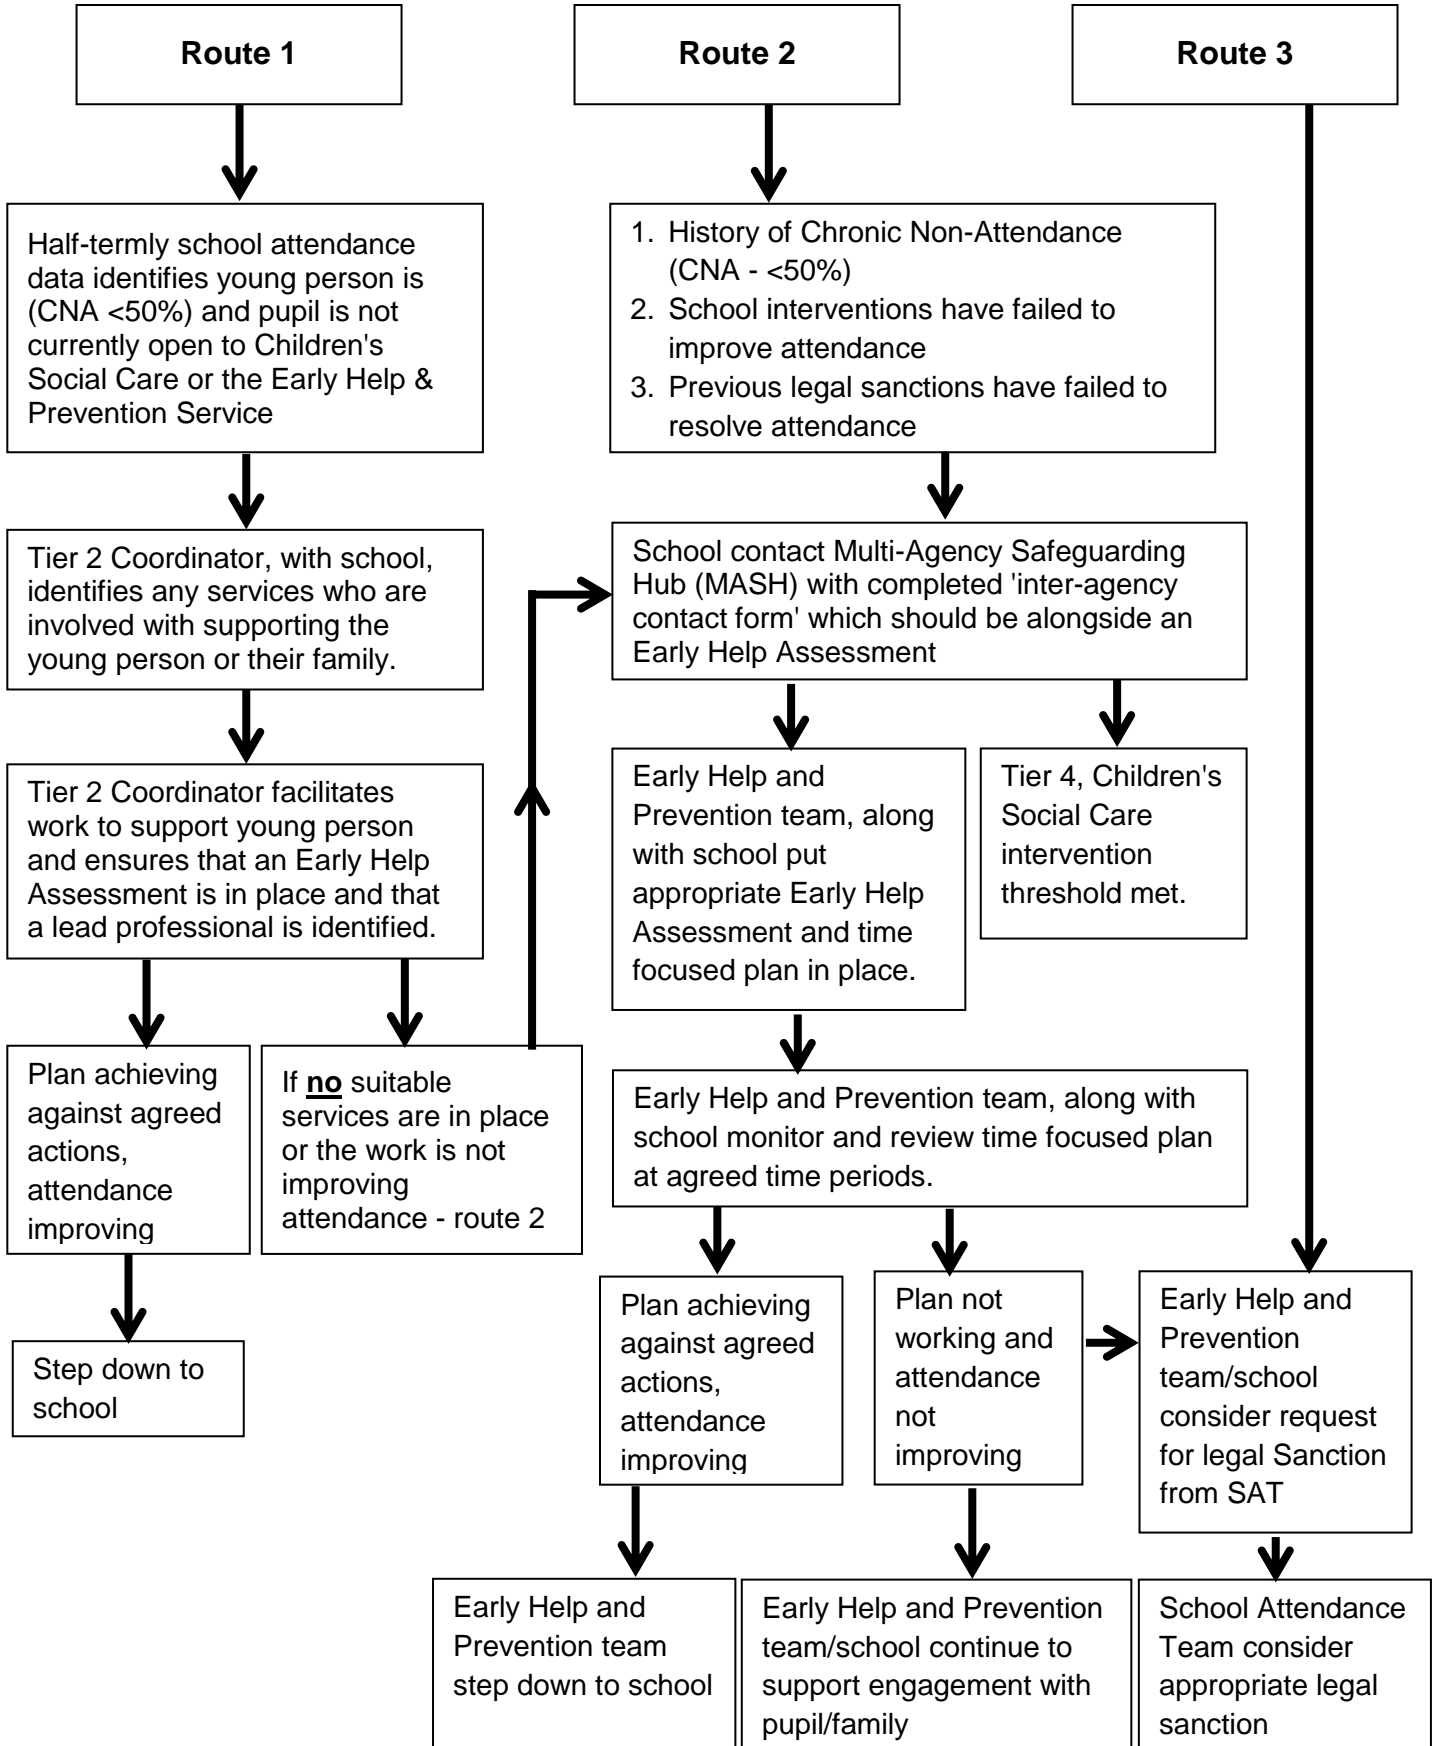 Route 1
Route 2
Route 3
Half-termly school attendance
data identifies young person is
(CNA <50%) and pupil is not
currently open to Children's
Social Care or the Early Help &
Prevention Service
1. History of Chronic Non-Attendance
(CNA - <50%)
2. School interventions have failed to
improve attendance
3. Previous legal sanctions have failed to
resolve attendance
Tier 2 Coordinator, with school,
identifies any services who are
involved with supporting the
young person or their family.
School contact Multi-Agency Safeguarding
Hub (MASH) with completed 'inter-agency
contact form' which should be alongside an
Early Help Assessment
Tier 2 Coordinator facilitates
work to support young person
and ensures that an Early Help
Assessment is in place and that
a lead professional is identified.
Early Help and
Prevention team, along
with school put
appropriate Early Help
Assessment and time
focused plan in place.
Tier 4, Children's
Social Care
intervention
threshold met.
Plan achieving
against agreed
actions,
attendance
improving
If no suitable
services are in place
or the work is not
improving
attendance - route 2
Early Help and Prevention team, along with
school monitor and review time focused plan
at agreed time periods.
Step down to
school
Plan achieving
against agreed
actions,
attendance
improving
Plan not
working and
attendance
not
improving
Early Help and
Prevention
team/school
consider request
for legal Sanction
from SAT
Early Help and
Prevention team
step down to school
Early Help and Prevention
team/school continue to
support engagement with
pupil/family
School Attendance
Team consider
appropriate legal
sanction